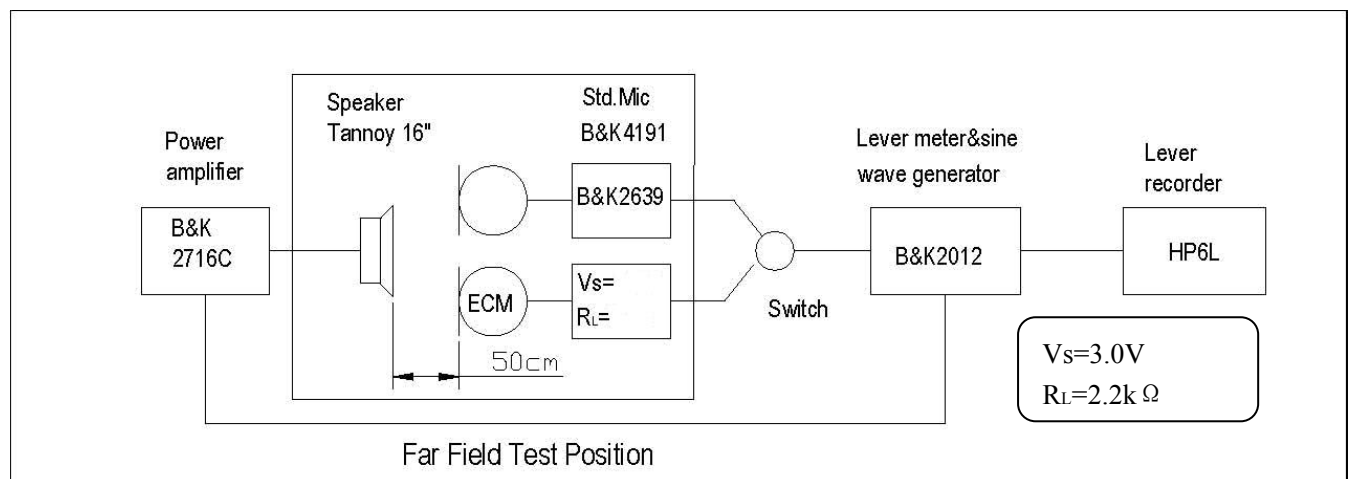 Speaker
Tannoy 16"
Std.Mic
B&K4191
Power
amplifier
Lever meter&sine
wave generator
Lever
recorder
B&K
2716C
B&K2639
B&K2012
HP6L
ECM
Vs=
RL=
Switch
50cm
Vs=3.0V
RL=2.2kΩ
Far Field Test Position